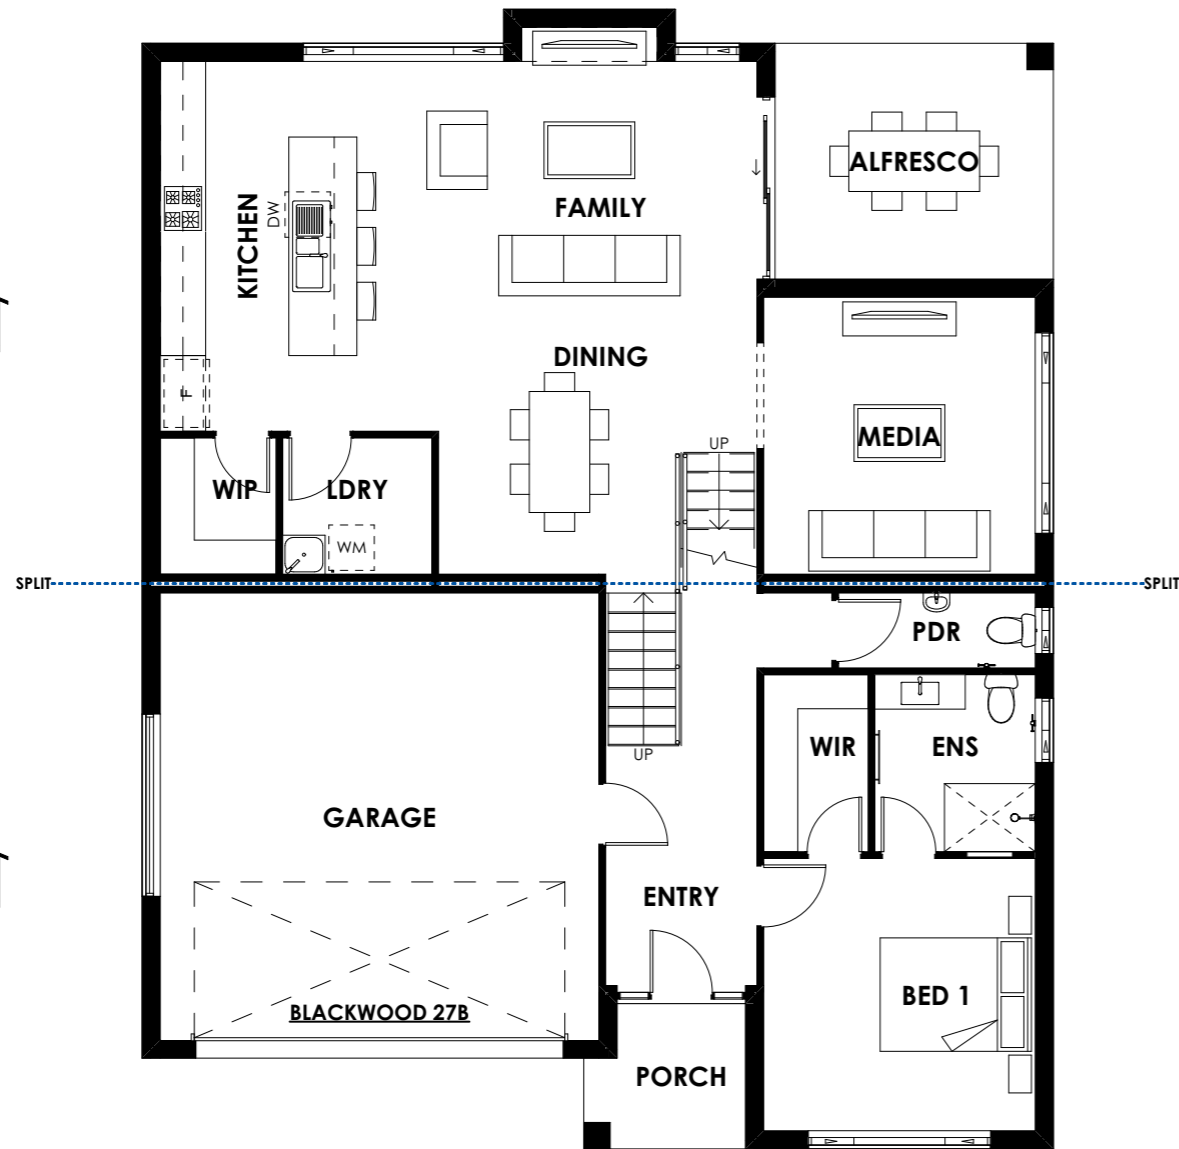 ALFRESCO
FAMILY
KITCHEN
DW
DINING
F
MEDIA
UP
WIP
LDRY
WM
SPLIT
SPLIT
PDR
WIR
ENS
UP
GARAGE
ENTRY
BED 1
BLACKWOOD 27B
PORCH